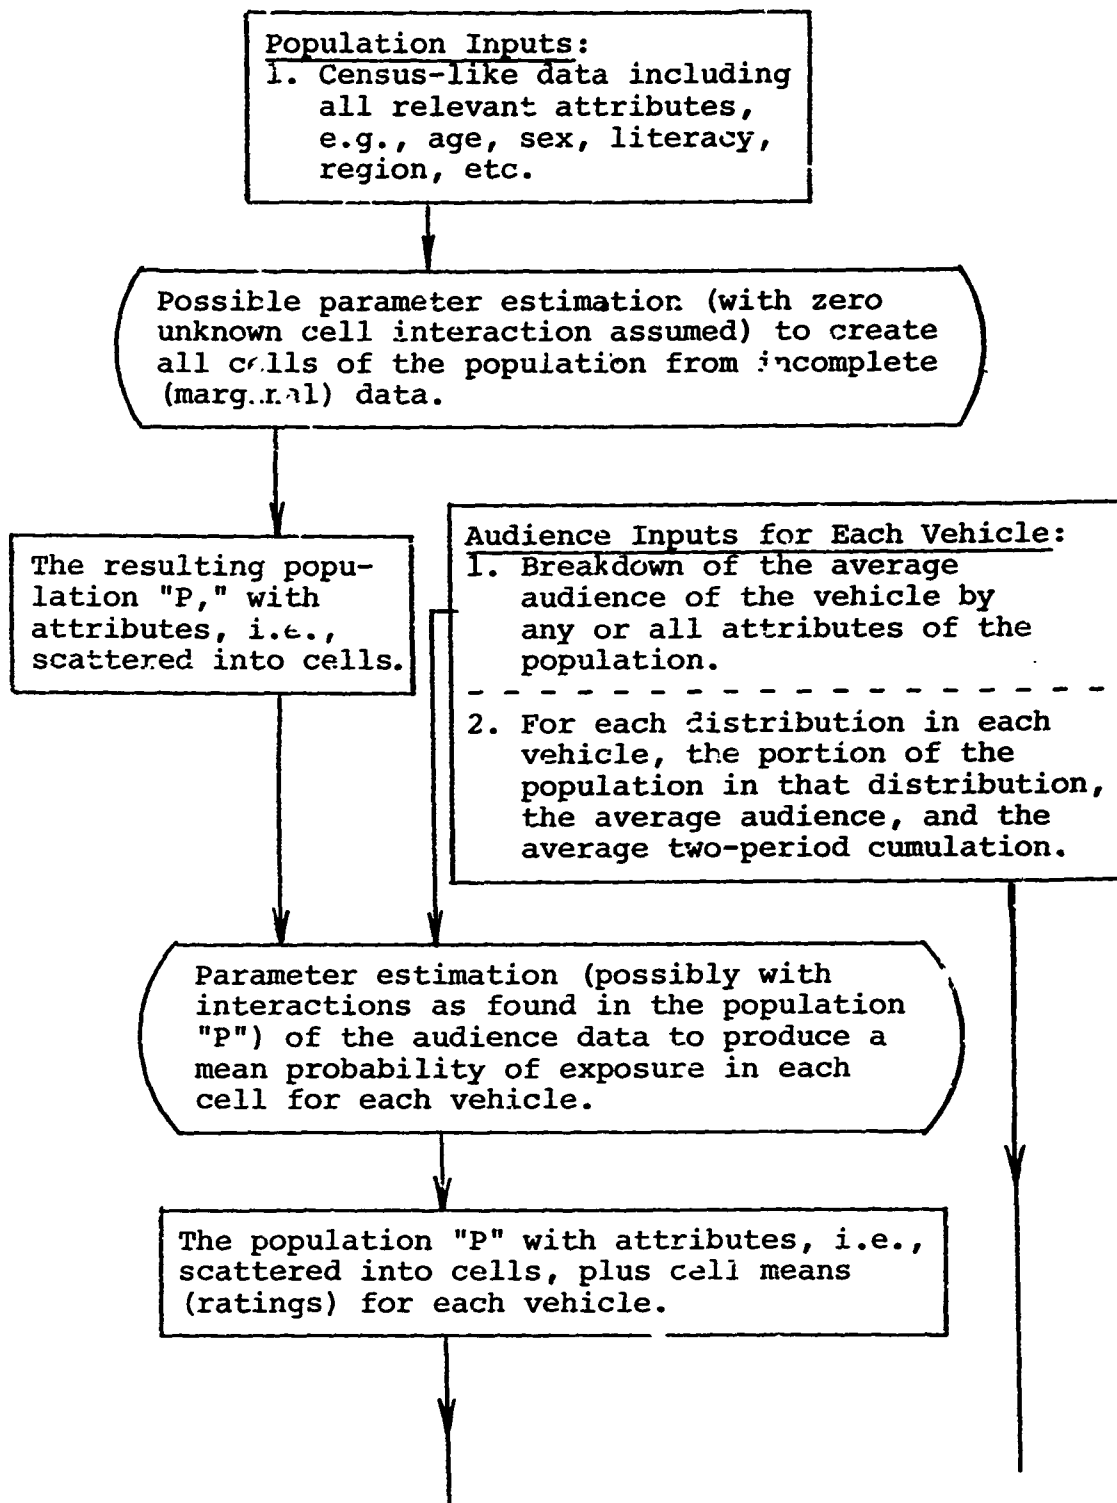 Population Inputs:
1. Census-like data including
all relevant attributes,
e.g., age, sex, literacy,
region, etc.
Possible parameter estimation (with zero
unknown cell interaction assumed) to create
all cells of the population from incomplete
(marginal) data.
The resulting popu-
lation "P," with
attributes, i.e.,
scattered into cells.
Audience Inputs for Each Vehicle:
1. Breakdown of the average
audience of the vehicle by
any or all attributes of the
population.
2. For each distribution in each
vehicle, the portion of the
population in that distribution,
the average audience, and the
average two-period cumulation.
Parameter estimation (possibly with
interactions as found in the population
"P") of the audience data to produce a
mean probability of exposure in each
cell for each vehicle.
The population "P" with attributes, i.e.,
scattered into cells, plus cell means
(ratings) for each vehicle.